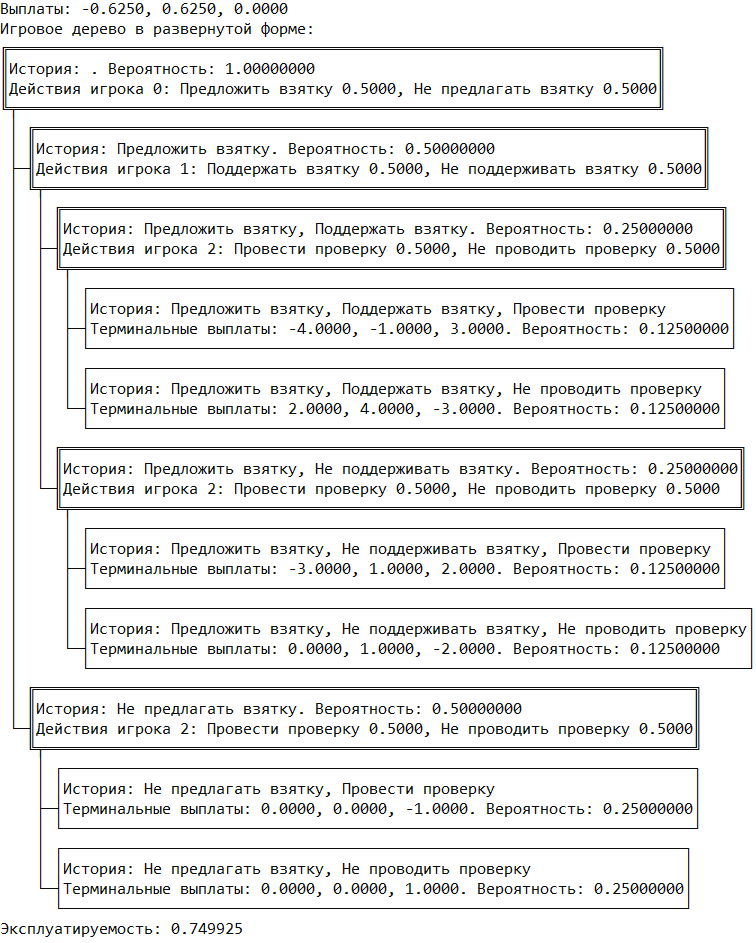 Выплаты: -0.6250, 0.6250, 0.0000
Игровое дерево в развернутой форме:
История: . Вероятность: 1.00000000
Действия игрока 0: Предложить взятку 0.5000, Не предлагать взятку 0.5000
История: Предложить взятку. Вероятность: 0.50000000
Действия игрока 1: Поддержать взятку 0.5000, Не поддерживать взятку 0.5000
История: Предложить взятку, Поддержать взятку. Вероятность: 0.25000000
Действия игрока 2: Провести проверку 0.5000, Не проводить проверку 0.5000
История: Предложить взятку, Поддержать взятку, Провести проверку
Терминальные выплаты: -4.0000, -1.0000, 3.0000. Вероятность: 0.12500000
История: Предложить взятку, Поддержать взятку, Не проводить проверку
Терминальные выплаты: 2.0000, 4.0000, -3.0000. Вероятность: 0.12500000
История: Предложить взятку, Не поддерживать взятку. Вероятность: 0.25000000
Действия игрока 2: Провести проверку 0.5000, Не проводить проверку 0.5000
История: Предложить взятку, Не поддерживать взятку, Провести проверку
Терминальные выплаты: -3.0000, 1.0000, 2.0000. Вероятность: 0.12500000
История: Предложить взятку, Не поддерживать взятку, Не проводить проверку
Терминальные выплаты: 0.0000, 1.0000, -2.0000. Вероятность: 0.12500000
История: Не предлагать взятку. Вероятность: 0.50000000
Действия игрока 2: Провести проверку 0.5000, Не проводить проверку 0.5000
История: Не предлагать взятку, Провести проверку
Терминальные выплаты: 0.0000, 0.0000, -1.0000. Вероятность: 0.25000000
История: Не предлагать взятку, Не проводить проверку
Терминальные выплаты: 0.0000, 0.0000, 1.0000. Вероятность: 0.25000000
Эксплуатируемость: 0.749925